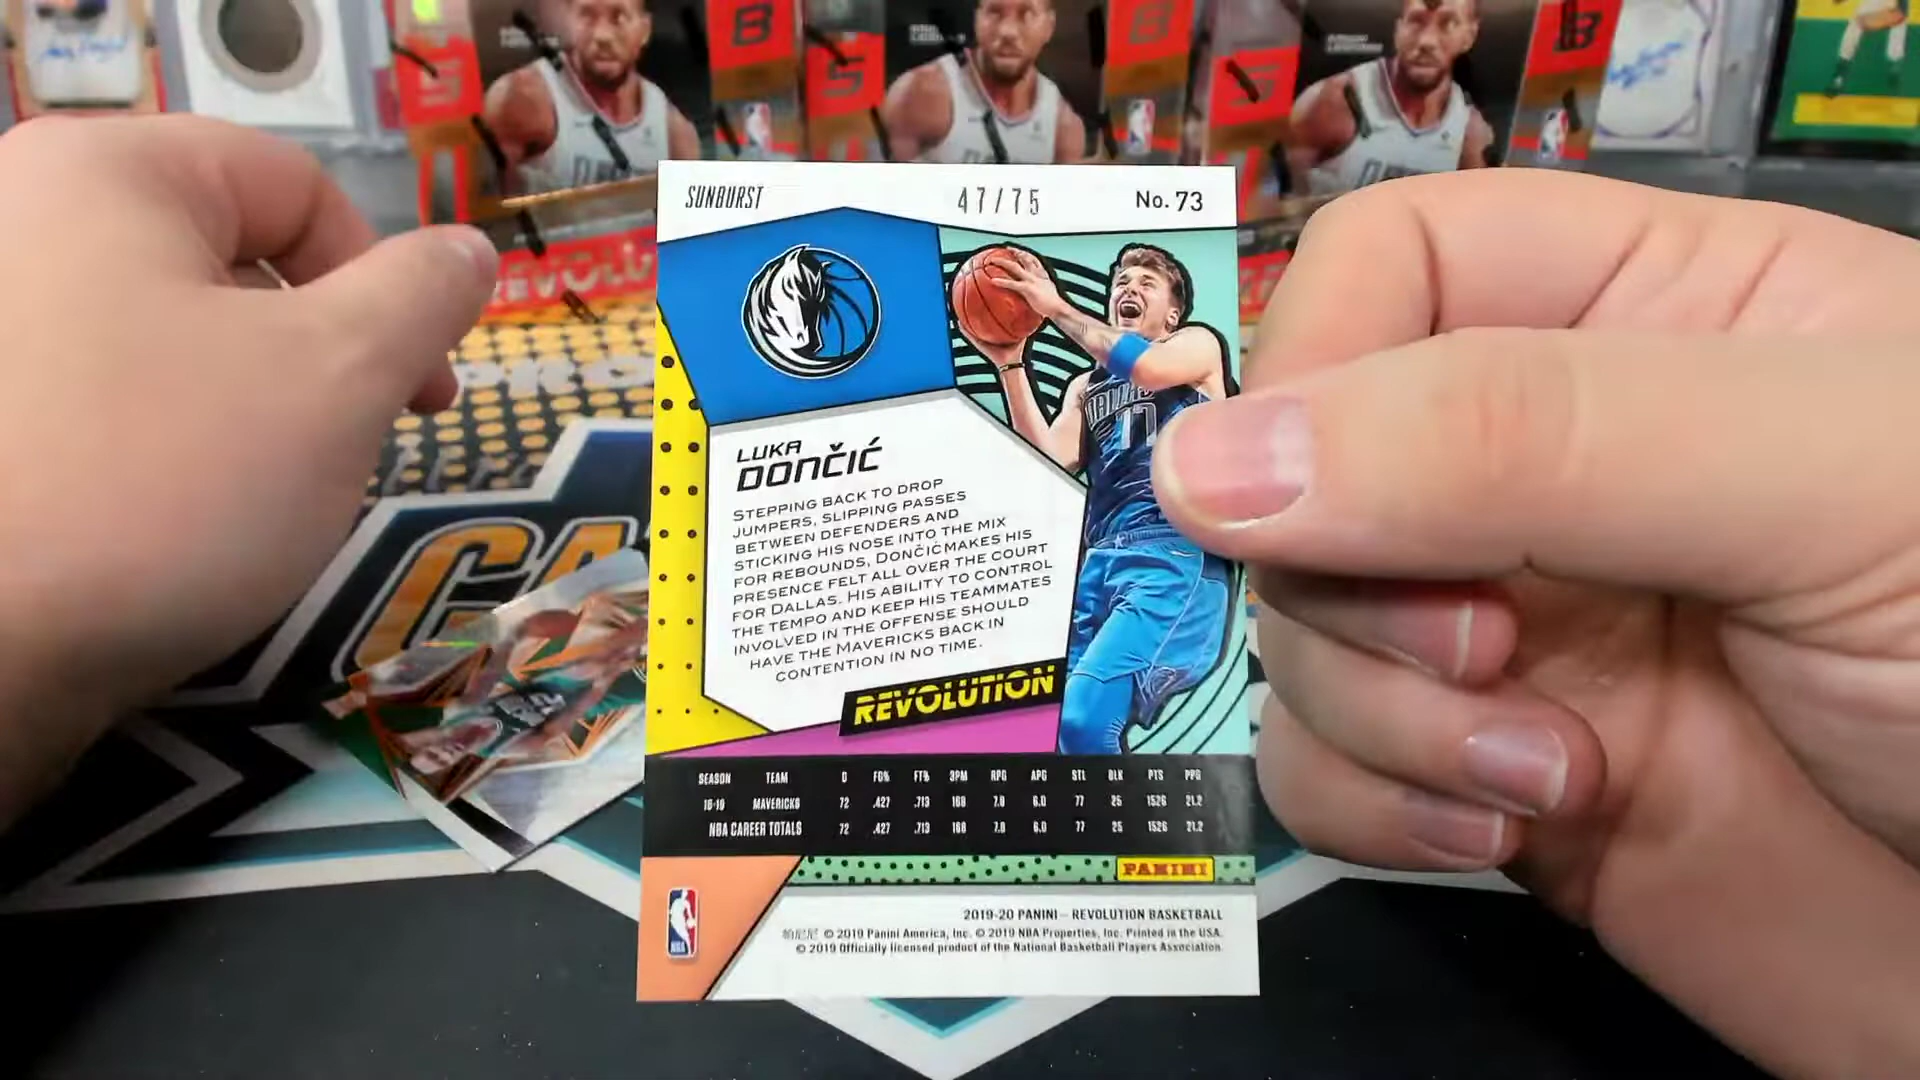 SUNBURST
47/75
No. 73
LUKA
DONČIĆ
STEPPING BACK TO DROP
JUMPERS, SLIPPING PASSES
BETWEEN DEFENDERS AND
STICKING HIS NOSE INTO THE MIX
FOR REBOUNDS, DONČIĆ MAKES HIS
PRESENCE FELT ALL OVER THE COURT
FOR DALLAS. HIS ABILITY TO CONTROL
THE TEMPO AND KEEP HIS TEAMMATES
INVOLVED IN THE OFFENSE SHOULD
HAVE THE MAVERICKS BACK IN
CONTENTION IN NO TIME.
REVOLUTION
SEASON TEAM G FG% FT% 3PM RPG APG STL BLK PTS PPG
18-19 MAVERICKS 72 .427 .713 168 7.8 6.0 77 25 1526 21.2
NBA CAREER TOTALS 72 .427 .713 168 7.8 6.0 77 25 1526 21.2
PANINI
NBA
2019-20 PANINI – REVOLUTION BASKETBALL
© 2019 Panini America, Inc. © 2019 NBA Properties, Inc. Printed in the USA.
© 2019 Officially licensed product of the National Basketball Players Association.
DALLAS
77